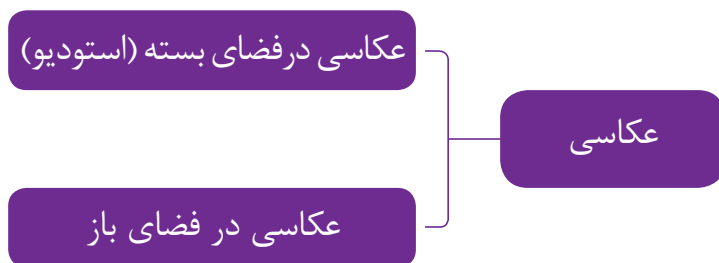 عکاسی
عکاسی درفضای بسته (استودیو)
عکاسی در فضای باز